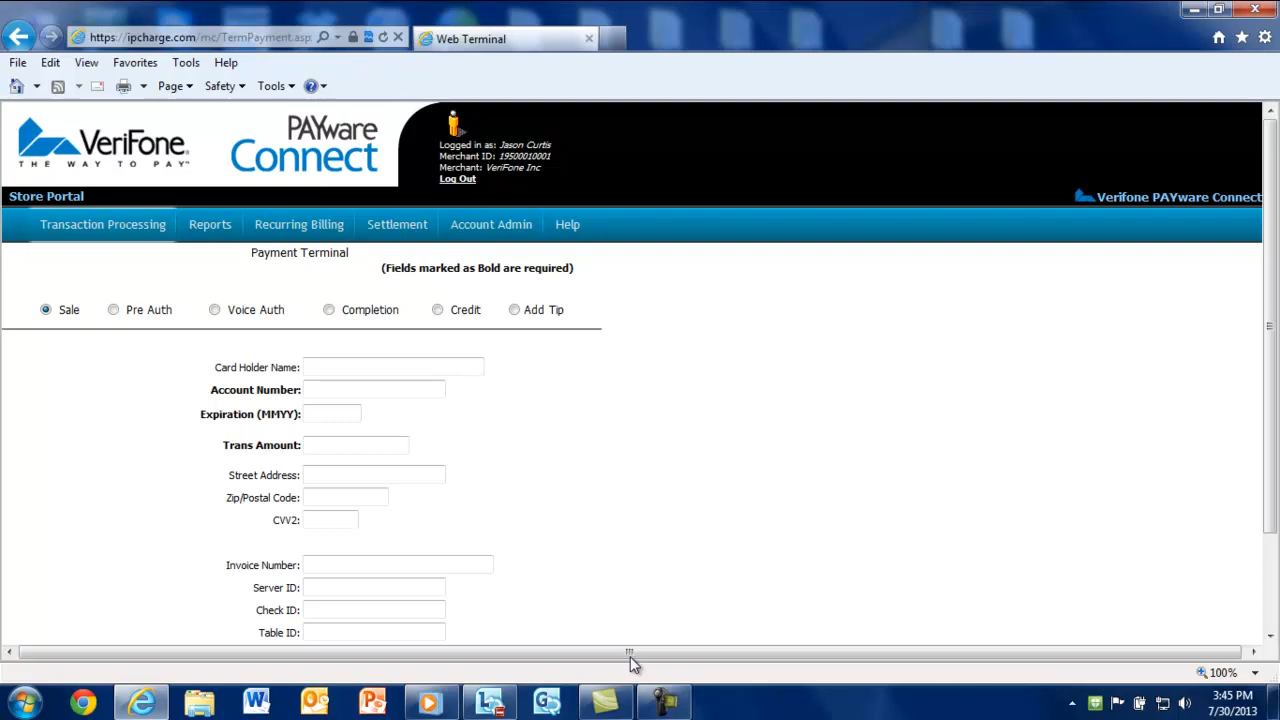 https://ipcharge.com/mc/TermPayment.asp
Web Terminal
File Edit View Favorites Tools Help
Page Safety Tools
VeriFone®
THE WAY TO PAY™
PAYware
Connect
Logged in as: Jason Curtis
Merchant ID: 19500010001
Merchant: VeriFone Inc
Log Out
Store Portal
Verifone PAYware Connect
Transaction Processing Reports Recurring Billing Settlement Account Admin Help
Payment Terminal
(Fields marked as Bold are required)
Sale Pre Auth Voice Auth Completion Credit Add Tip
Card Holder Name:
Account Number:
Expiration (MMYY):
Trans Amount:
Street Address:
Zip/Postal Code:
CVV2:
Invoice Number:
Server ID:
Check ID:
Table ID:
100%
3:45 PM
7/30/2013